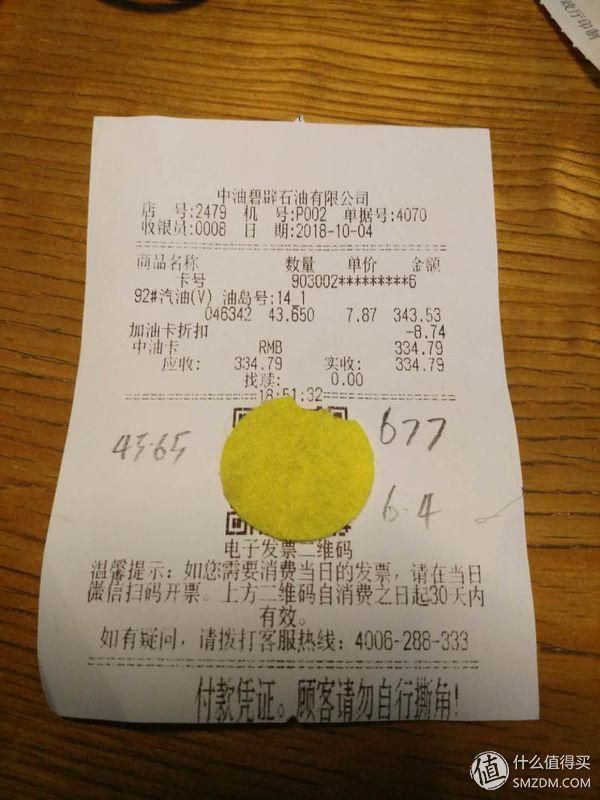 中油碧辟石油有限公司
店 号:2479 机 号:P002 单据号:4070
收银员:0008 日 期:2018-10-04
商品名称 数量 单价 金额
卡号 903002*********6
92#汽油(V) 油岛号:14_1
046342 43.650 7.87 343.53
加油卡折扣 -8.74
中油卡 RMB 334.79
应收: 334.79 实收: 334.79
找赎: 0.00
18:51:32
45.65 677
6.4
电子发票二维码
温馨提示:如您需要消费当日的发票,请在当日
微信扫码开票。上方二维码自消费之日起30天内
有效。
如有疑问,请拨打客服热线:4006-288-333
付款凭证。顾客请勿自行撕角!
值 什么值得买
SMZDM.COM